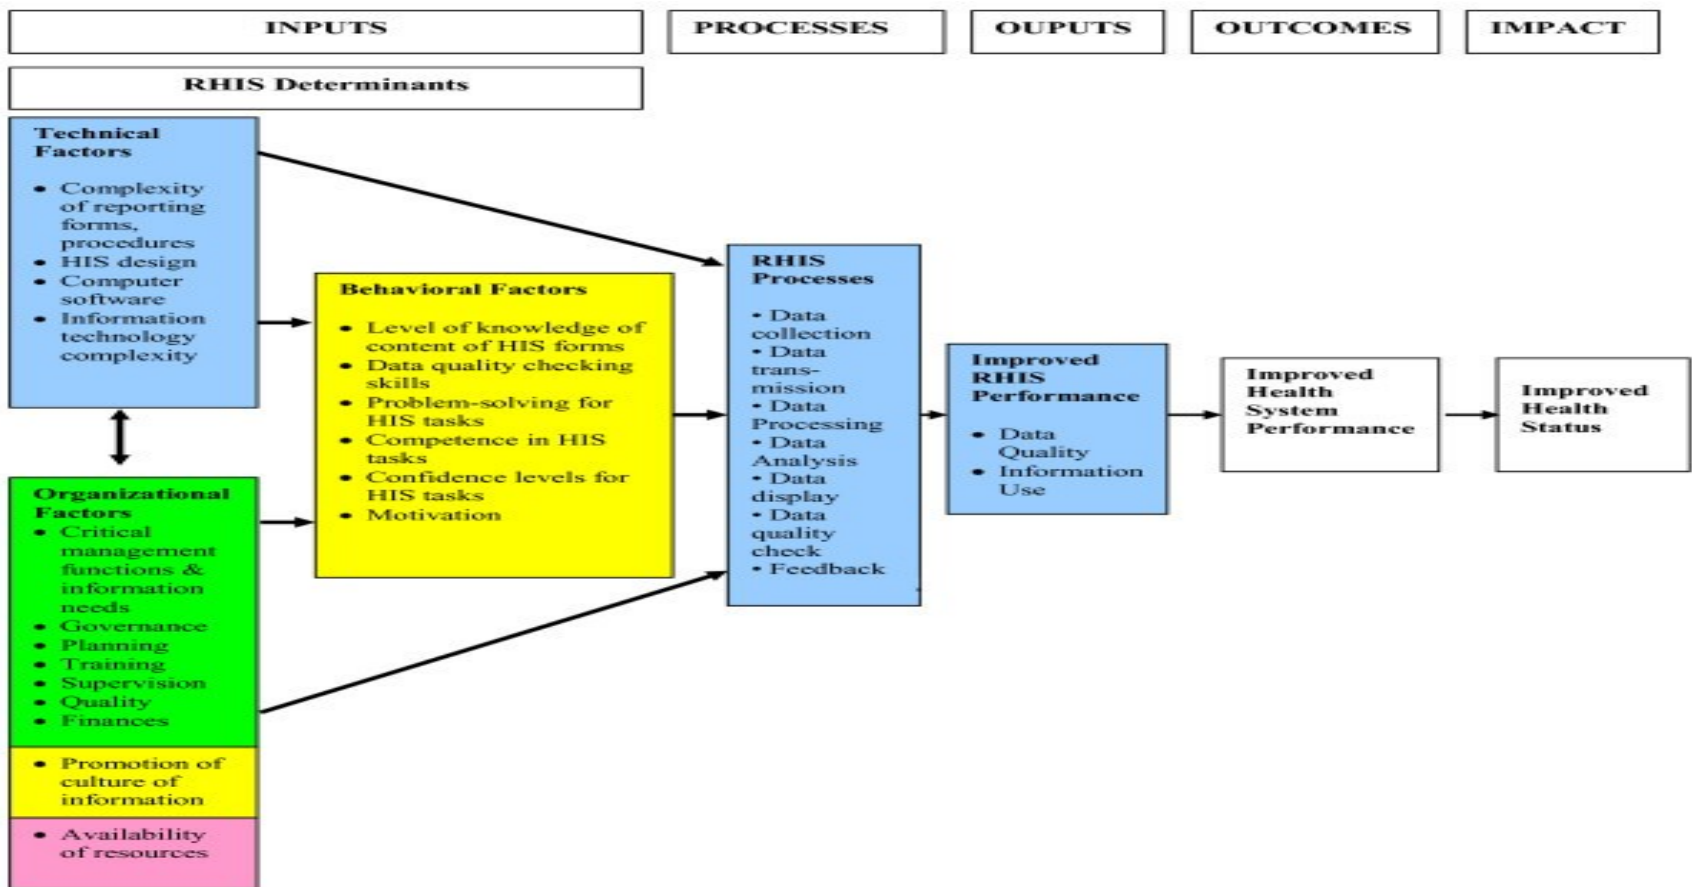 INPUTS
PROCESSES
OUPUTS
OUTCOMES
IMPACT
RHIS Determinants
Technical
Factors
• Complexity
of reporting
forms,
procedures
• HIS design
• Computer
software
• Information
technology
complexity
Organizational
Factors
• Critical
management
functions &
information
needs
• Governance
• Planning
• Training
• Supervision
• Quality
• Finances
• Promotion of
culture of
information
• Availability
of resources
Behavioral Factors
• Level of knowledge of
content of HIS forms
• Data quality checking
skills
• Problem-solving for
HIS tasks
• Competence in HIS
tasks
• Confidence levels for
HIS tasks
• Motivation
RHIS
Processes
• Data
collection
• Data
trans-
mission
• Data
Processing
• Data
Analysis
• Data
display
• Data
quality
check
• Feedback
Improved
RHIS
Performance
• Data
Quality
• Information
Use
Improved
Health
System
Performance
Improved
Health
Status